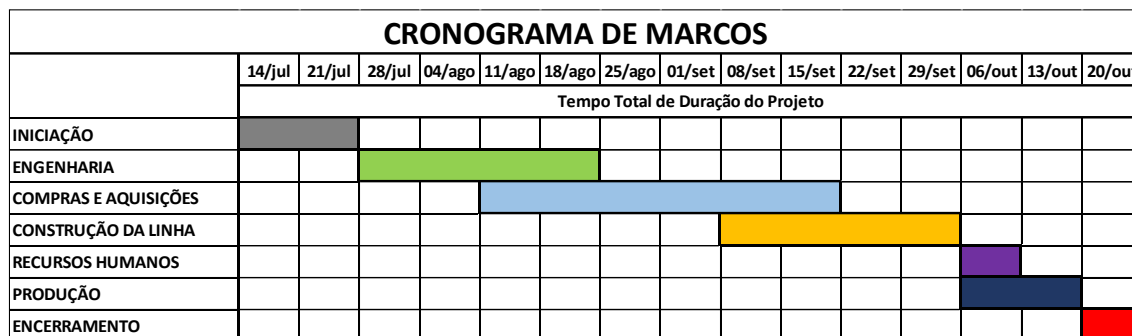 CRONOGRAMA DE MARCOS
14/jul 21/jul 28/jul 04/ago 11/ago 18/ago 25/ago 01/set 08/set 15/set 22/set 29/set 06/out 13/out 20/out
Tempo Total de Duração do Projeto
INICIAÇÃO
ENGENHARIA
COMPRAS E AQUISIÇÕES
CONSTRUÇÃO DA LINHA
RECURSOS HUMANOS
PRODUÇÃO
ENCERRAMENTO